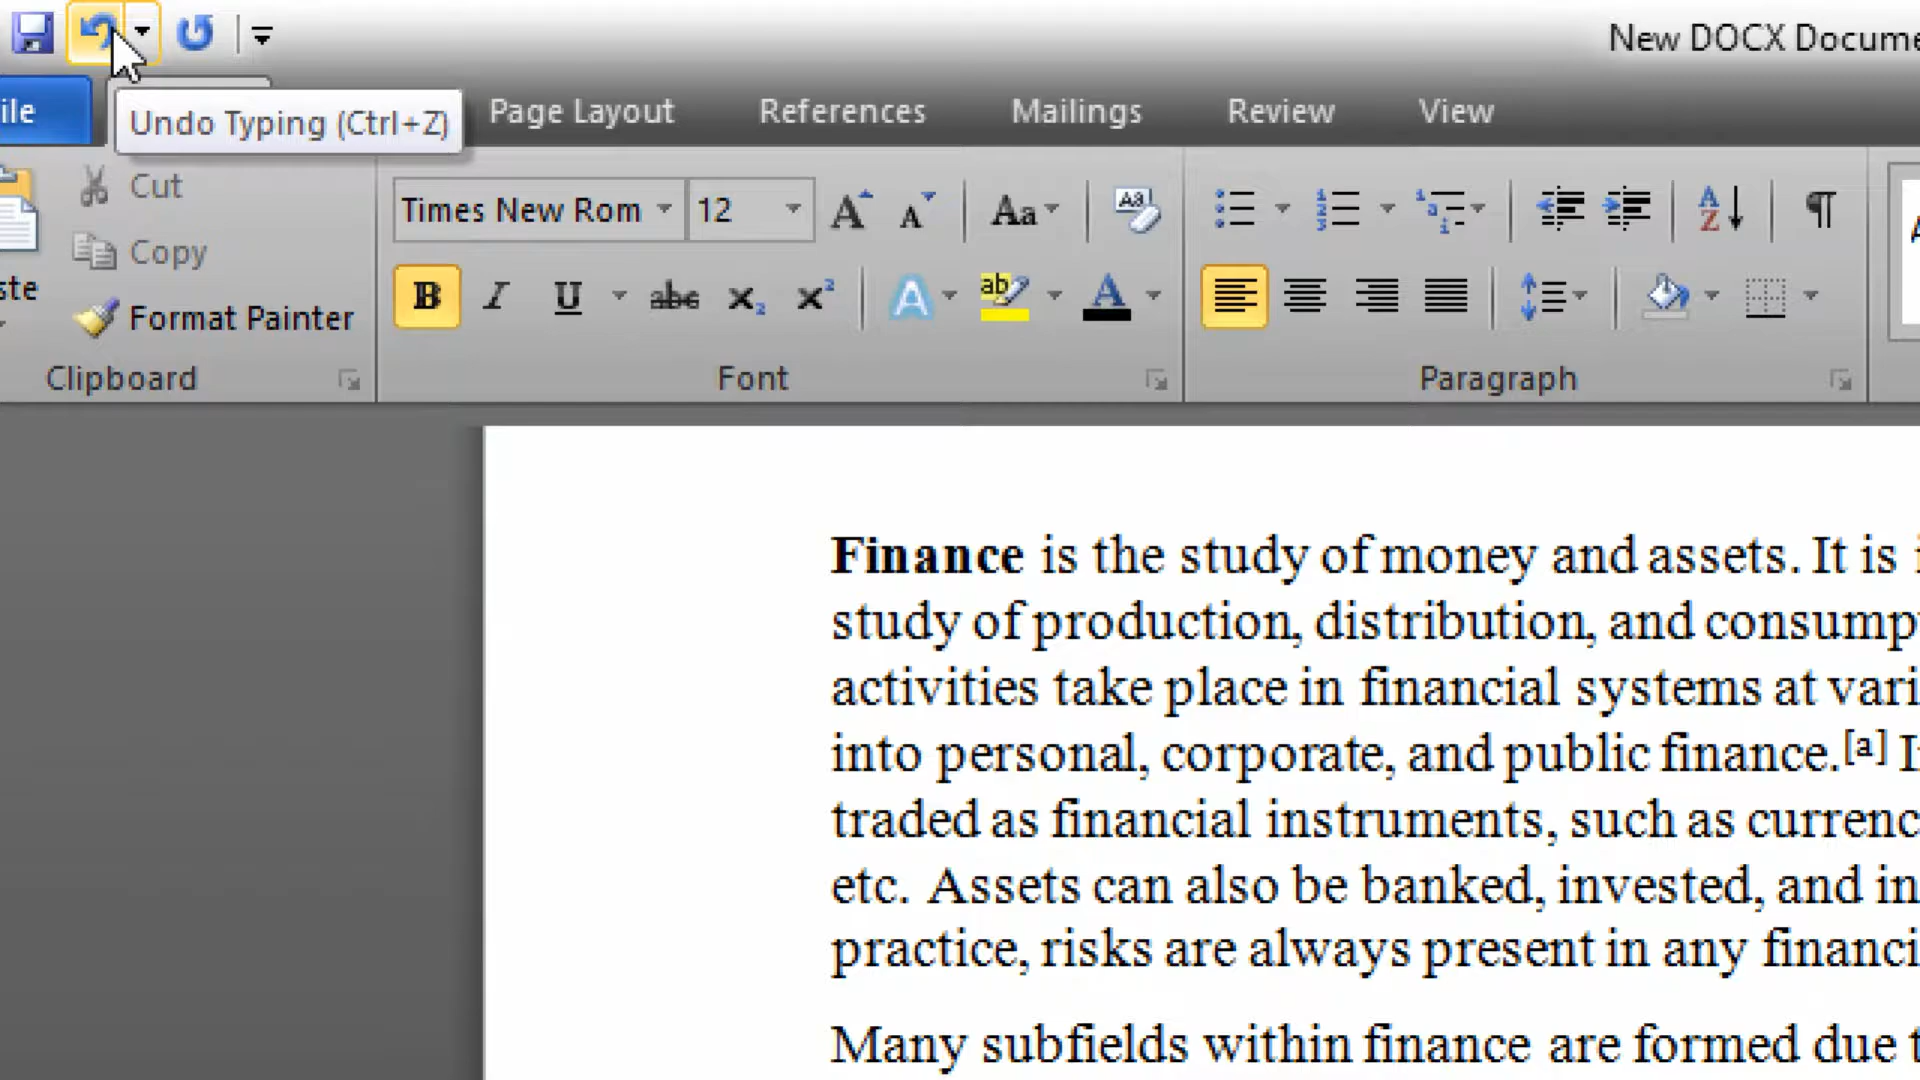 New DOCX Docume
ile
Undo Typing (Ctrl+Z)
Page Layout
References
Mailings
Review
View
Cut
Copy
ste
Format Painter
Clipboard
Times New Rom
12
Aa
B I U abc x₂ x²
Font
Paragraph
Finance is the study of money and assets. It is
study of production, distribution, and consump
activities take place in financial systems at vari
into personal, corporate, and public finance.[a] I
traded as financial instruments, such as currenc
etc. Assets can also be banked, invested, and in
practice, risks are always present in any financi
Many subfields within finance are formed due t